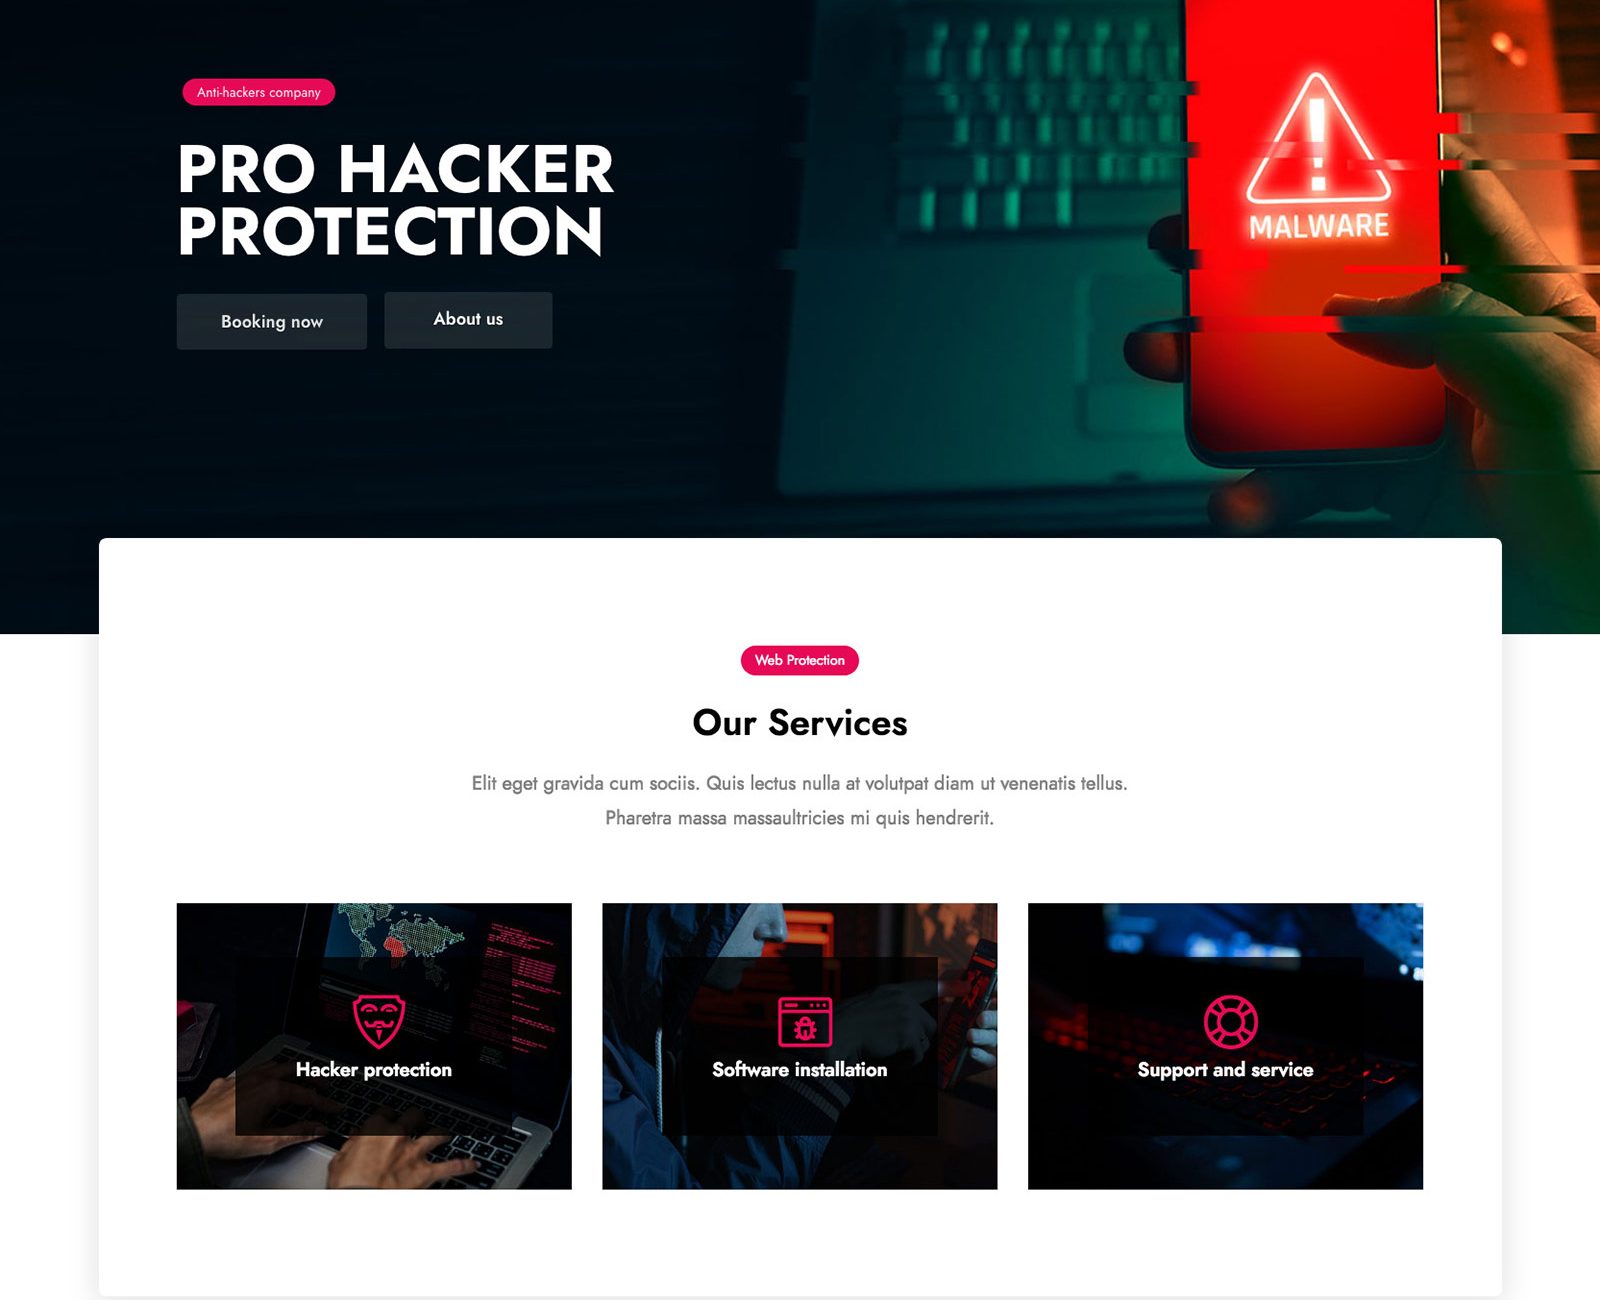 Anti-hackers company
PRO HACKER
PROTECTION
Booking now
About us
MALWARE
Web Protection
Our Services
Elit eget gravida cum sociis. Quis lectus nulla at volutpat diam ut venenatis tellus.
Pharetra massa massaultricies mi quis hendrerit.
Hacker protection
Software installation
Support and service